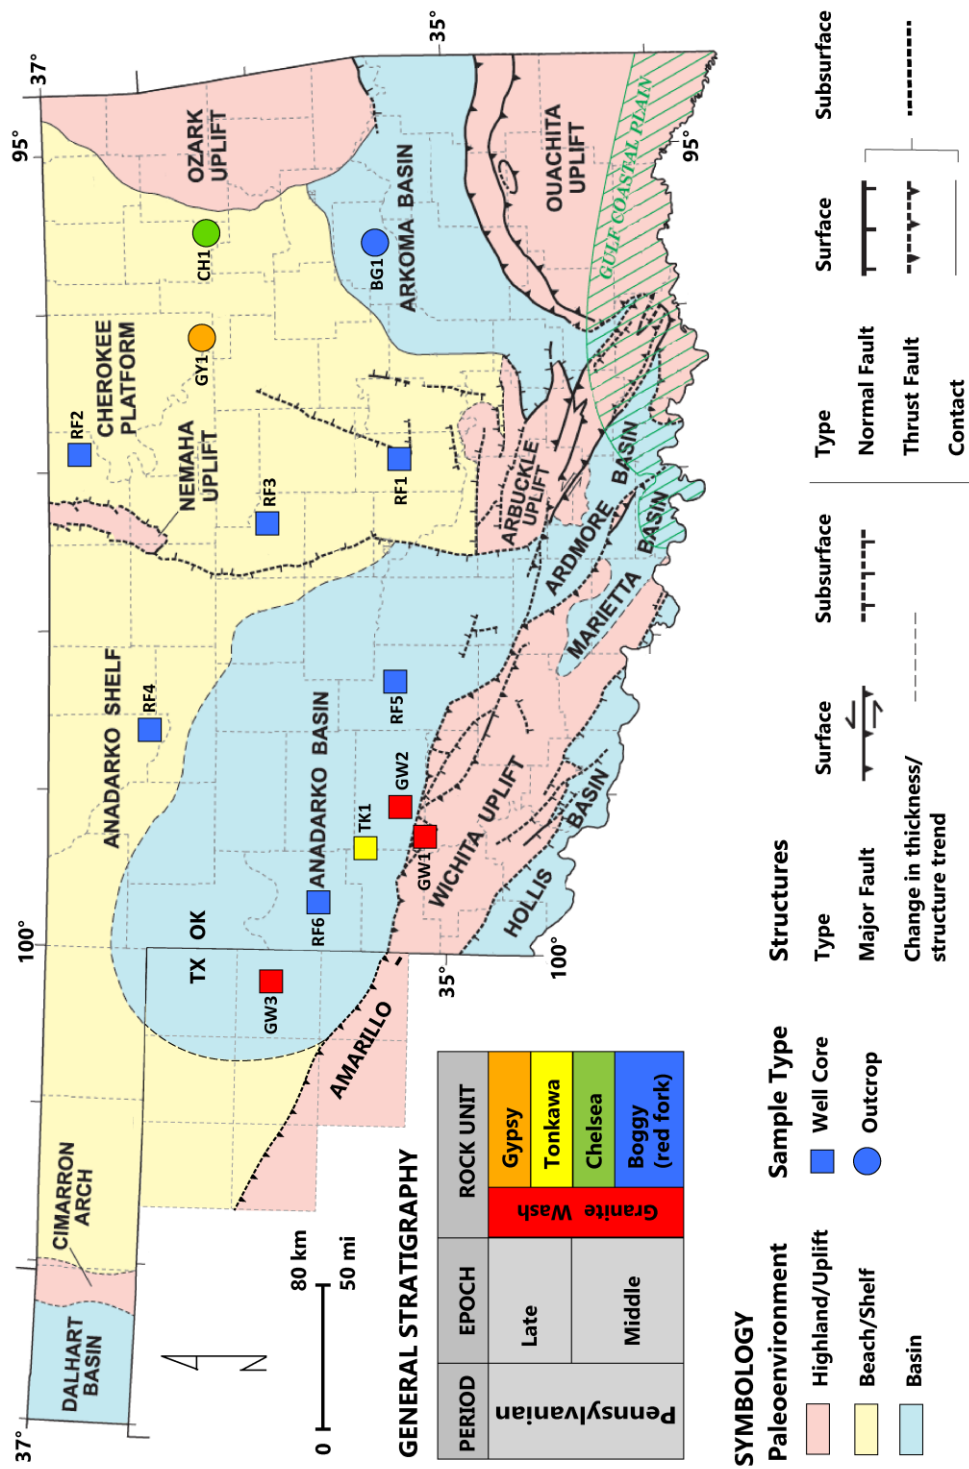 37°
95°
35°
100°
37°
OZARK
UPLIFT
CHEROKEE
PLATFORM
NEMAHA
UPLIFT
ARKOMA BASIN
OUACHITA
UPLIFT
GULF COASTAL PLAIN
95°
ARBUCKLE
UPLIFT
ARDMORE
BASIN
MARIETTA
BASIN
ANADARKO SHELF
ANADARKO BASIN
WICHITA UPLIFT
HOLLIS
BASIN
100°
35°
AMARILLO
TX OK
CIMARRON
ARCH
DALHART
BASIN
CH1
GY1
BG1
RF2
RF3
RF1
RF4
RF5
RF6
TK1
GW2
GW1
GW3
N
0 80 km
50 mi
GENERAL STRATIGRAPHY
PERIOD EPOCH ROCK UNIT
Pennsylvanian
Late
Middle
Granite Wash
Gypsy
Tonkawa
Chelsea
Boggy
(red fork)
SYMBOLOGY
Paleoenvironment
Highland/Uplift
Beach/Shelf
Basin
Sample Type
Well Core
Outcrop
Structures
Type Surface Subsurface
Major Fault
Change in thickness/
structure trend
Type Surface Subsurface
Normal Fault
Thrust Fault
Contact